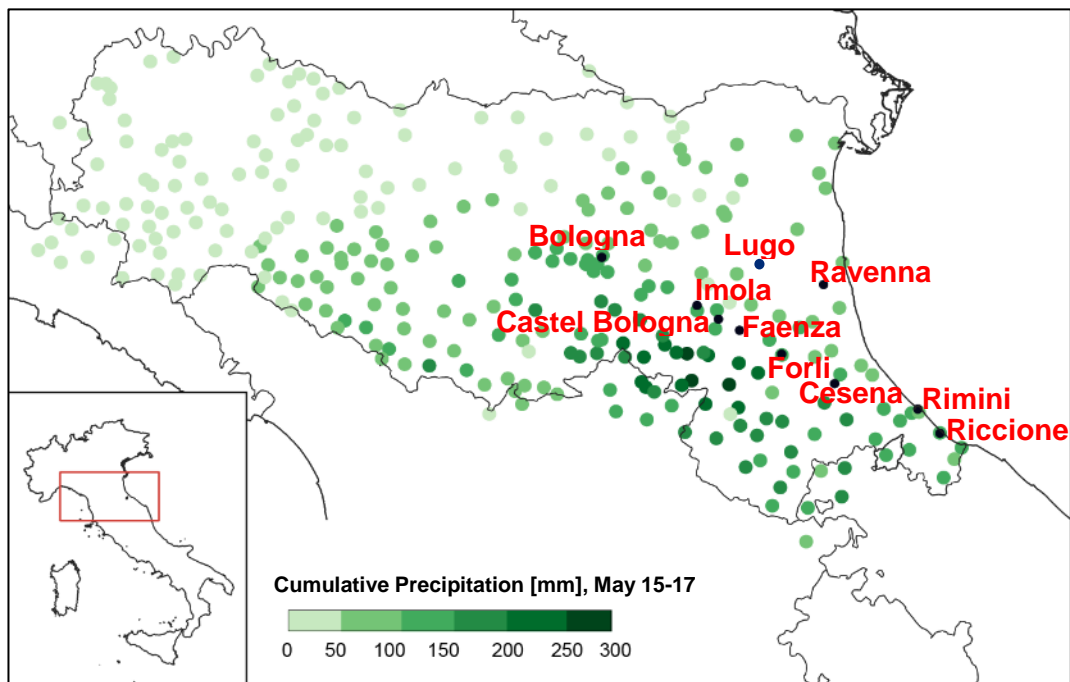 Bologna
Lugo
Ravenna
Imola
Castel Bologna
Faenza
Forli
Cesena
Rimini
Riccione
Cumulative Precipitation [mm], May 15-17
0 50 100 150 200 250 300